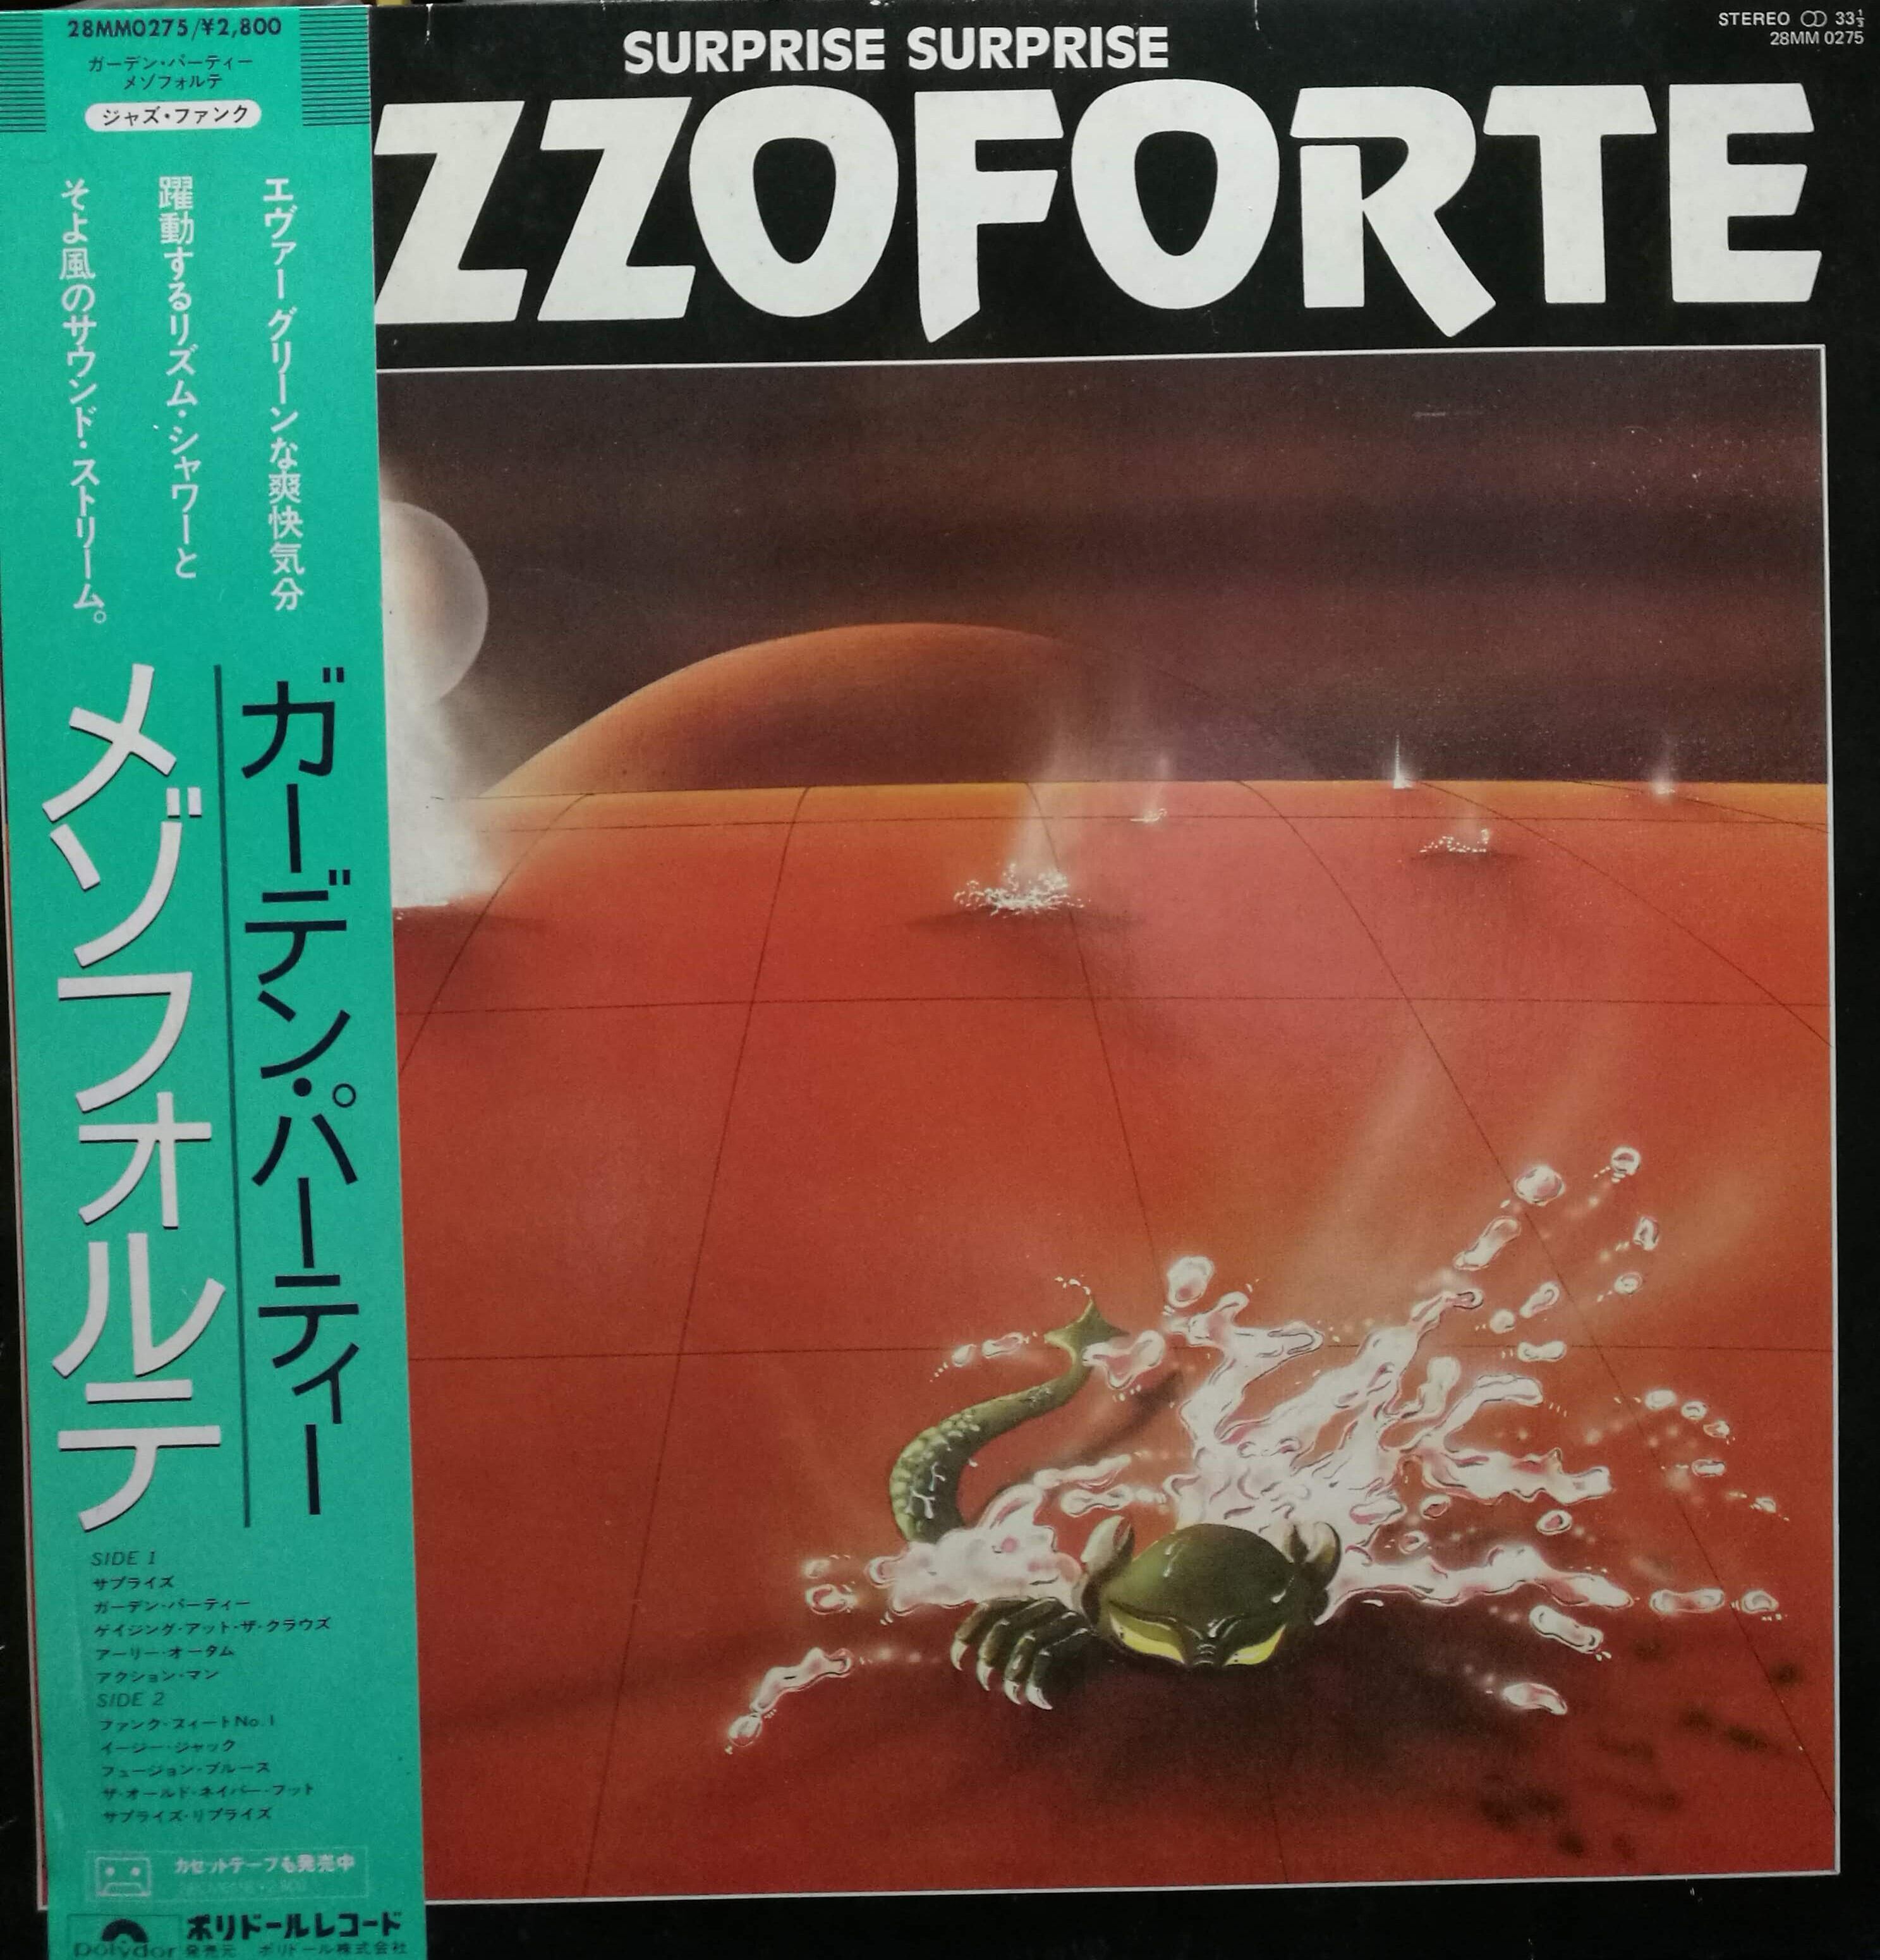 28MM0275/¥2,800
ガーデン・パーティー
メゾフォルテ
ジャズ・ファンク
エヴァーグリーンな爽快気分
躍動するリズム・シャワーと
そよ風のサウンド・ストリーム。
ガーデン・パーティー
メゾフォルテ
SIDE 1
サプライズ
ガーデン・パーティー
ゲイジング・アット・ザ・クラウズ
アーリー・オータム
アクション・マン
SIDE 2
ファンク・スィートNo.1
イージー・ジャック
フュージョン・ブルース
ザ・オールド・ネイバー・フット
サプライズ・リプライズ
カセットテープも発売中
polydor
ポリドールレコード
発売元 ポリドール株式会社
SURPRISE SURPRISE
ZZOFORTE
STEREO 33⅓
28MM 0275